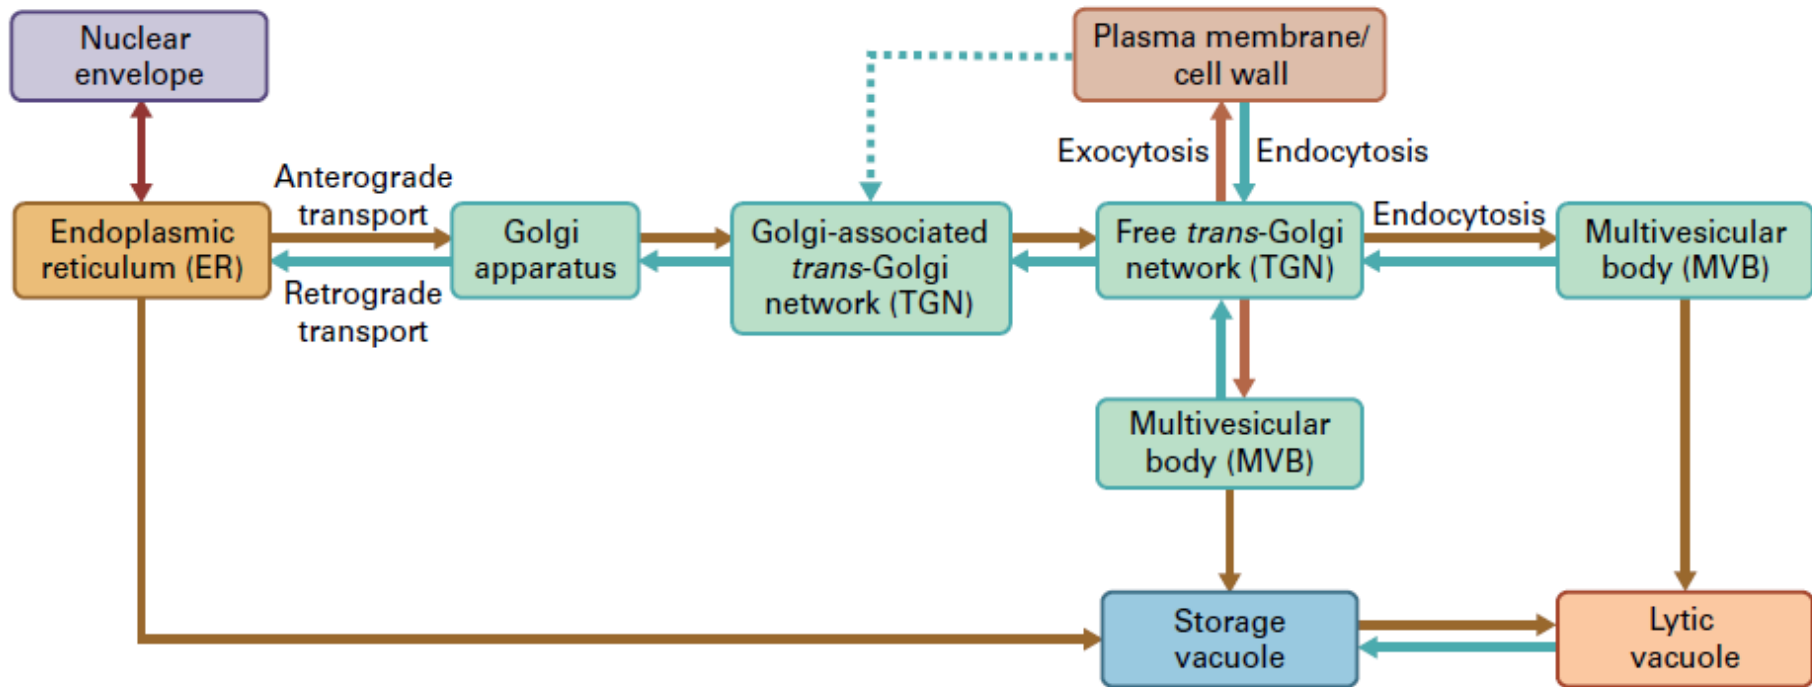 Nuclear
envelope
Plasma membrane/
cell wall
Exocytosis
Endocytosis
Anterograde
transport
Endoplasmic
reticulum (ER)
Retrograde
transport
Golgi
apparatus
Golgi-associated
trans-Golgi
network (TGN)
Free trans-Golgi
network (TGN)
Endocytosis
Multivesicular
body (MVB)
Multivesicular
body (MVB)
Storage
vacuole
Lytic
vacuole